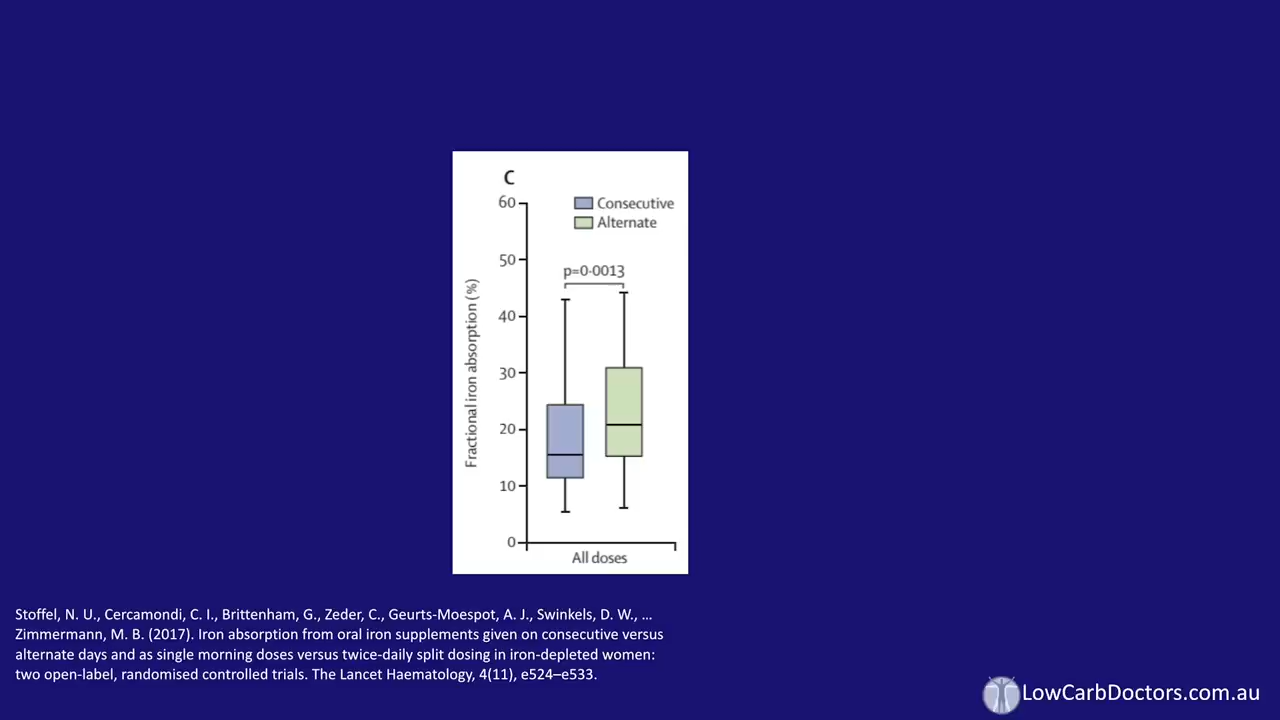 C
60
Consecutive
Alternate
50
p=0·0013
40
30
20
10
0
Fractional iron absorption (%)
All doses
Stoffel, N. U., Cercamondi, C. I., Brittenham, G., Zeder, C., Geurts-Moespot, A. J., Swinkels, D. W., …
Zimmermann, M. B. (2017). Iron absorption from oral iron supplements given on consecutive versus
alternate days and as single morning doses versus twice-daily split dosing in iron-depleted women:
two open-label, randomised controlled trials. The Lancet Haematology, 4(11), e524–e533.
LowCarbDoctors.com.au